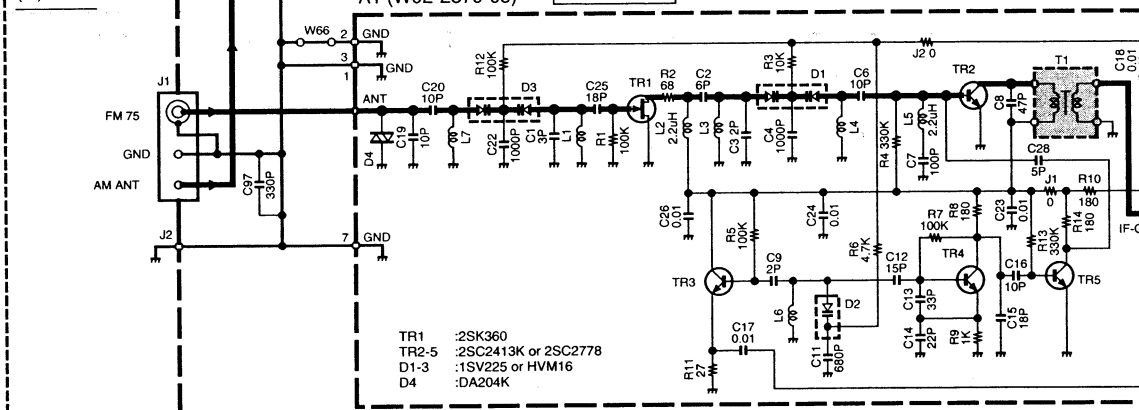 W66
2
GND
3
GND
1
J1
ANT
FM 75
GND
AM ANT
C97
330P
J2
7
GND
D4
C19
10P
C20
10P
L7
R12
100K
D3
C22
1000P
C1
3P
L1
C25
18P
R1
100K
TR1
R2
68
L2
2.2uH
C6
6P
L3
C3 2P
R3
10K
D1
C4
1000P
C6
10P
L4
J2 0
R4 330K
L5
2.2uH
C7
100P
TR2
C8
47P
T1
C18
0.01
C28
5P
C26
0.01
R5
100K
C24
0.01
R6
4.7K
R7
100K
R8
180
C23
0.01
J1
0
R10
180
R13
330K
R14
180
IF-
TR3
C9
2P
L6
D2
C11
680P
C12
15P
C13
33P
C14
22P
TR4
R9
1K
C15
18P
C16
10P
TR5
C17
0.01
R11
27
TR1 :2SK360
TR2-5 :2SC2413K or 2SC2778
D1-3 :1SV225 or HVM16
D4 :DA204K